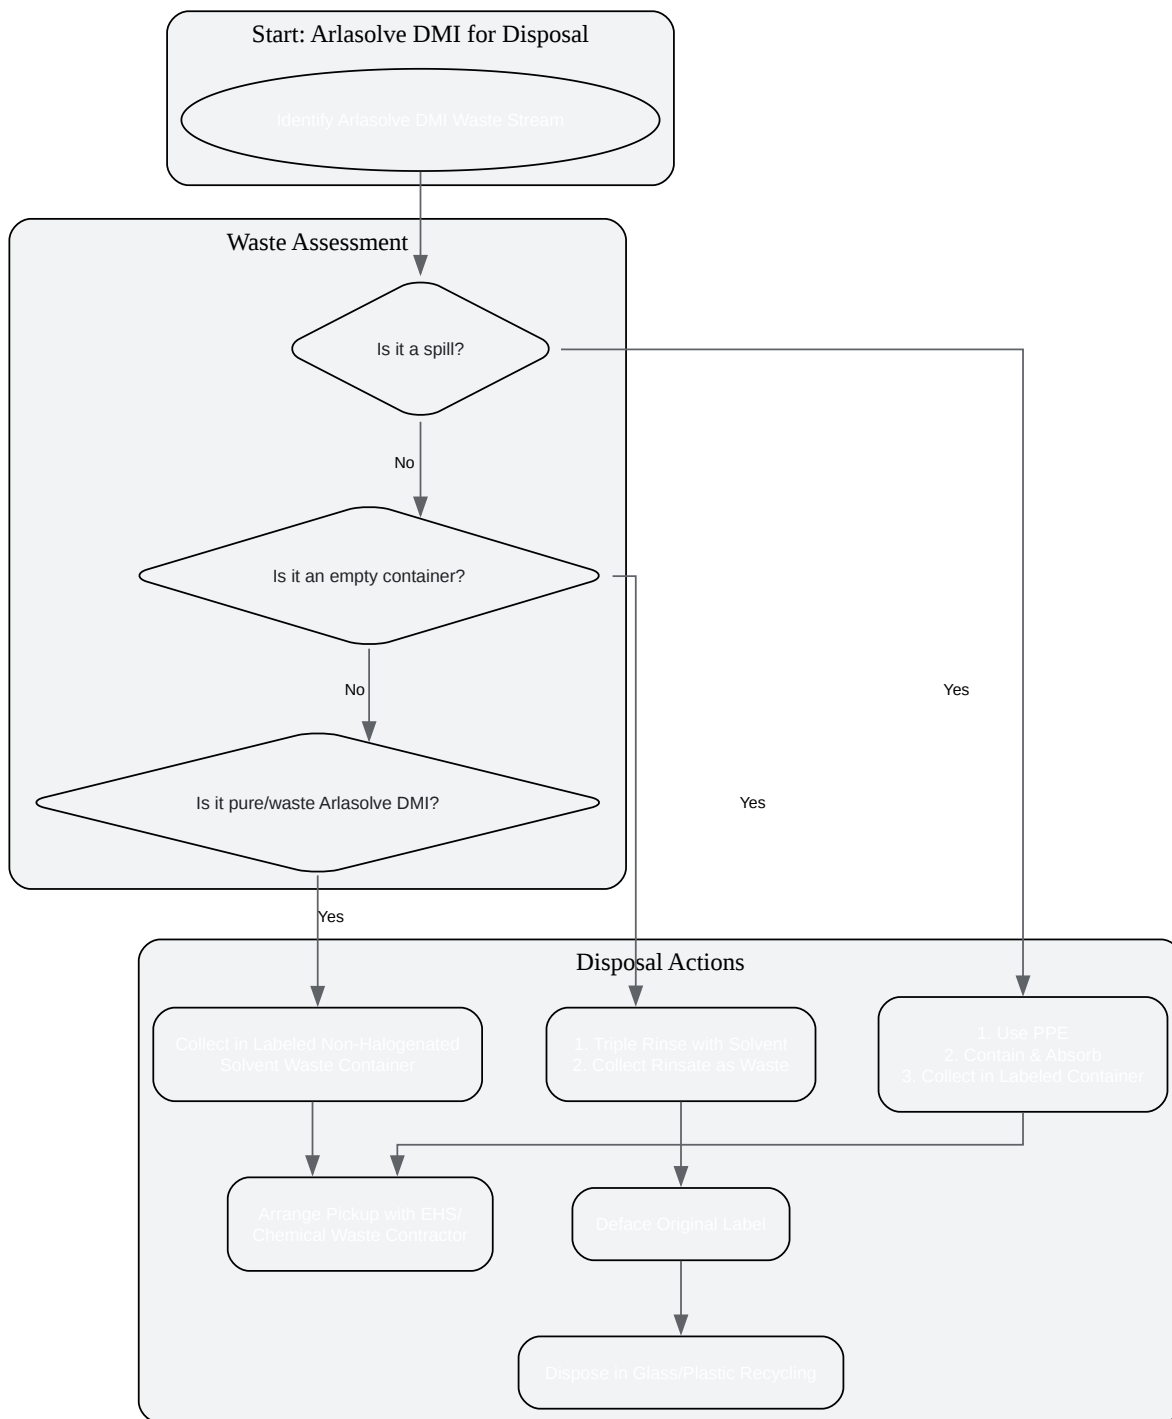 Start: Arlasolve DMI for Disposal
Identify Arlasolve DMI Waste Stream
Waste Assessment
Is it a spill?
No
Is it an empty container?
No
Yes
Is it pure/waste Arlasolve DMI?
Yes
Yes
Disposal Actions
Collect in Labeled Non-Halogenated
Solvent Waste Container
1. Triple Rinse with Solvent
2. Collect Rinsate as Waste
1. Use PPE
2. Contain & Absorb
3. Collect in Labeled Container
Arrange Pickup with EHS/
Chemical Waste Contractor
Deface Original Label
Dispose in Glass/Plastic Recycling